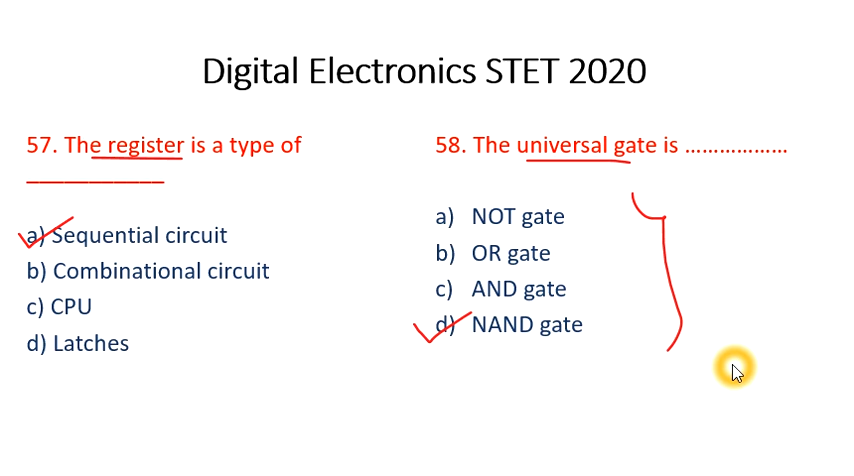 Digital Electronics STET 2020
57. The register is a type of
____________
a) Sequential circuit
b) Combinational circuit
c) CPU
d) Latches
58. The universal gate is ………………
a) NOT gate
b) OR gate
c) AND gate
d) NAND gate